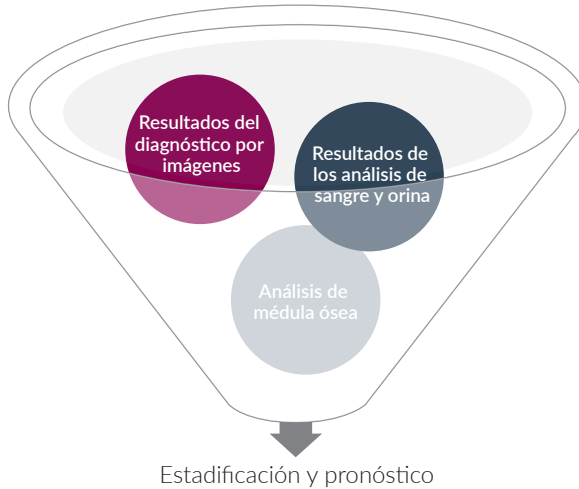 Resultados del
diagnóstico por
imágenes
Resultados de
los análisis de
sangre y orina
Análisis de
médula ósea
Estadificación y pronóstico